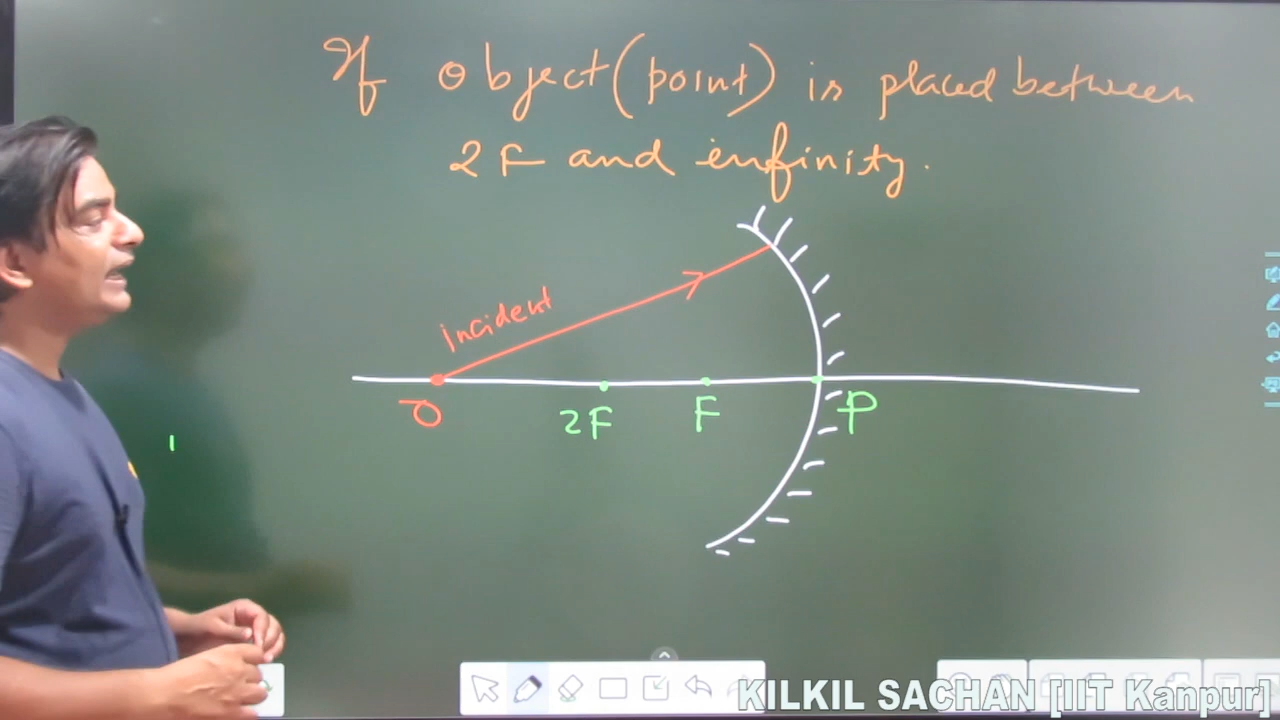 If object (point) is placed between
2F and infinity.
incident
O
2F
F
P
KILKIL SACHAN [IIT Kanpur]